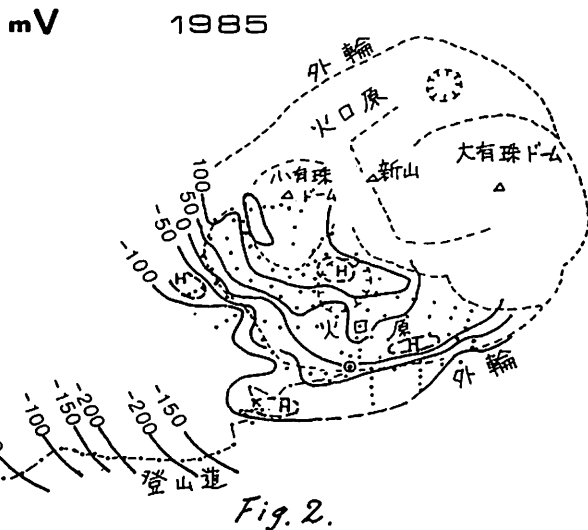 mV 1985
外輪
火口原
小有珠
ドーム
新山
大有珠ドーム
100
50
0
-50
-100
H
H
火口原
(H)
外輪
H
-100
-150
-200
-200
-150
登山道
Fig. 2.